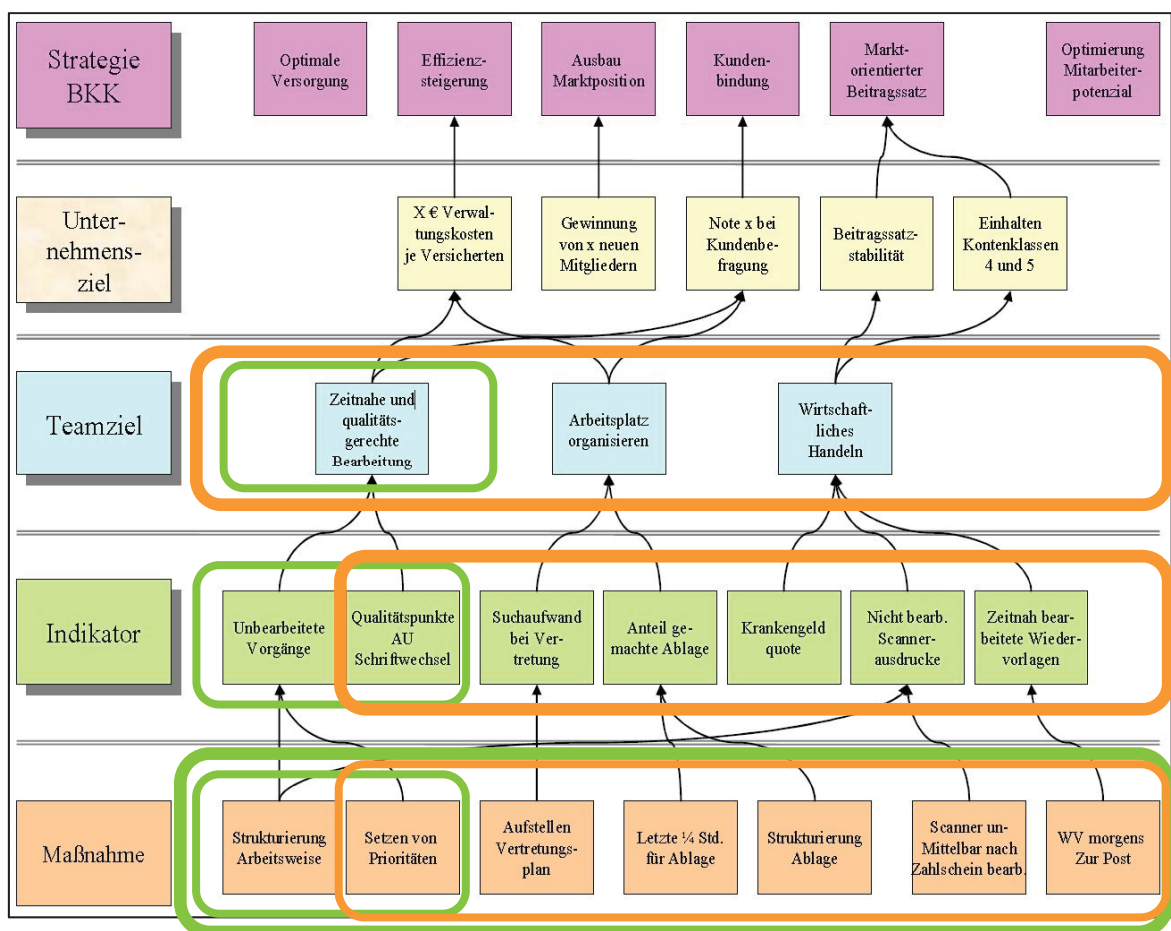 Strategie
BKK
Optimale
Versorgung
Effizienz-
steigerung
Ausbau
Marktposition
Kunden-
bindung
Markt-
orientierter
Beitragssatz
Optimierung
Mitarbeiter-
potenzial
Unter-
nehmens-
ziel
X € Verwal-
tungskosten
je Versicherten
Gewinnung
von x neuen
Mitgliedern
Note x bei
Kundenbe-
fragung
Beitragssatz-
stabilität
Einhalten
Kontenklassen
4 und 5
Teamziel
Zeitnahe und
qualitäts-
gerechte
Bearbeitung
Arbeitsplatz
organisieren
Wirtschaft-
liches
Handeln
Indikator
Unbearbeitete
Vorgänge
Qualitätspunkte
AU
Schriftwechsel
Suchaufwand
bei Ver-
tretung
Anteil ge-
machte Ablage
Krankengeld
quote
Nicht bearb.
Scanner-
ausdrucke
Zeitnah bear-
beitete Wieder-
vorlagen
Maßnahme
Strukturierung
Arbeitsweise
Setzen von
Prioritäten
Aufstellen
Vertretungs-
plan
Letzte ¼ Std.
für Ablage
Strukturierung
Ablage
Scanner un-
Mittelbar nach
Zahlschein bearb.
WV morgens
Zur Post